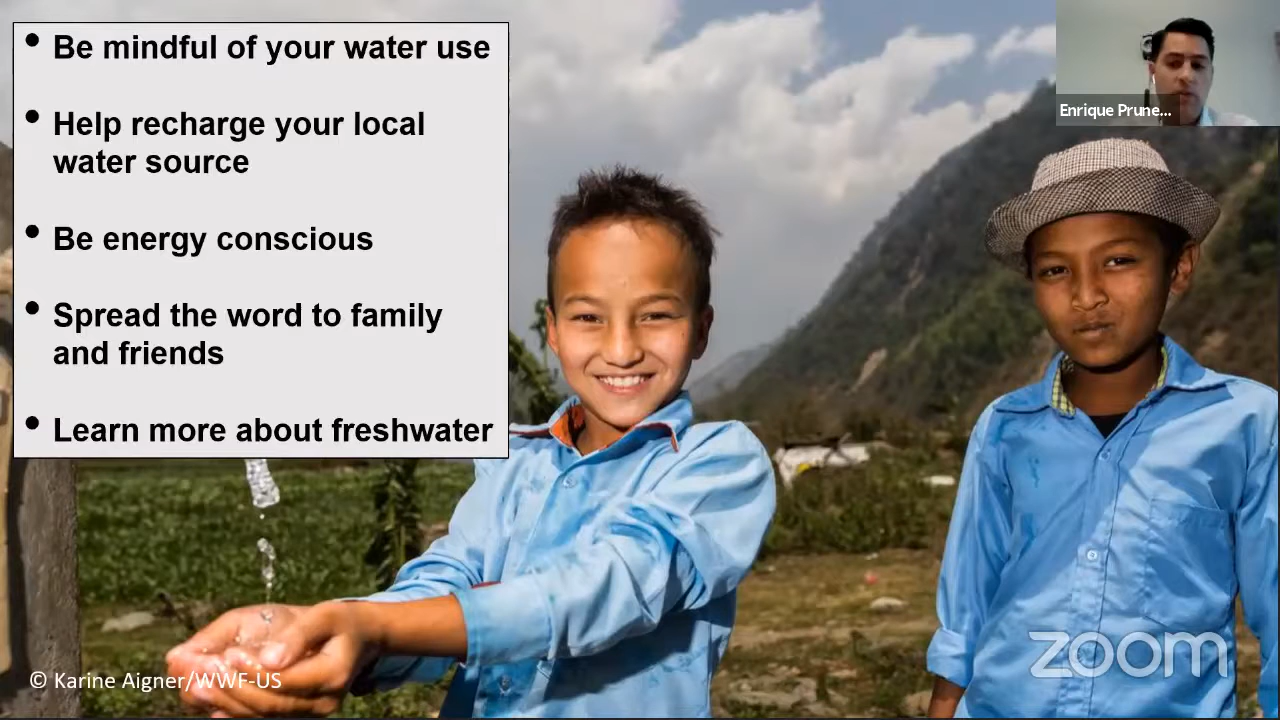 • Be mindful of your water use
• Help recharge your local
water source
• Be energy conscious
• Spread the word to family
and friends
• Learn more about freshwater
Enrique Prune...
© Karine Aigner/WWF-US
zoom